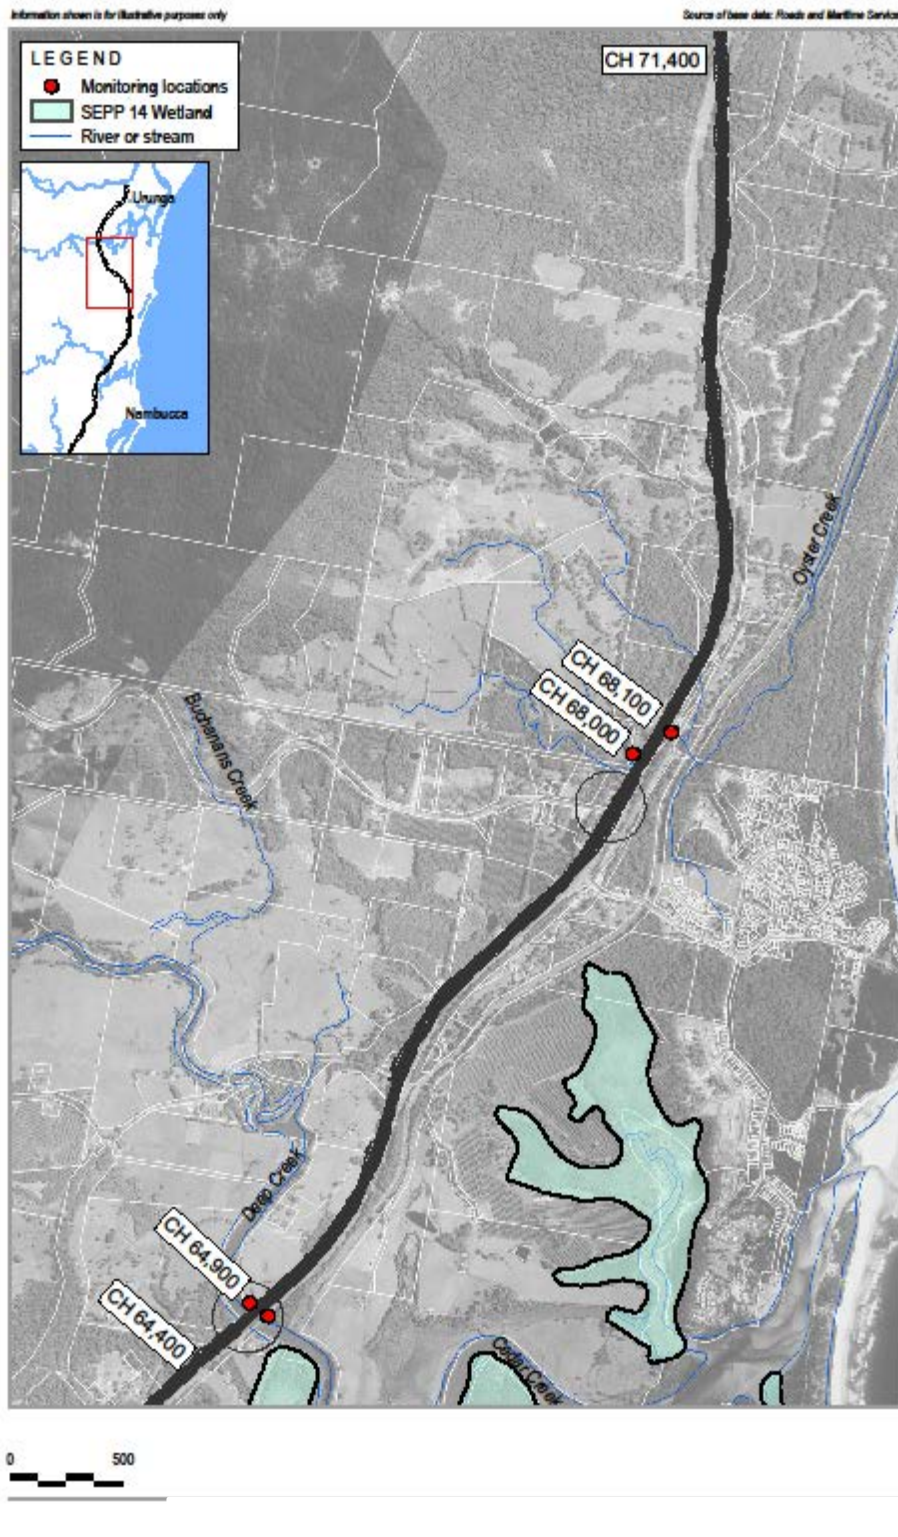 Information shown is for illustrative purposes only
Source of base data: Roads and Maritime Service
LEGEND
Monitoring locations
SEPP 14 Wetland
River or stream
CH 71,400
Urunga
Nambucca
Oyster Creek
CH 68,100
CH 68,000
Buchanans Creek
Deep Creek
CH 64,900
CH 64,400
Creek
0 500